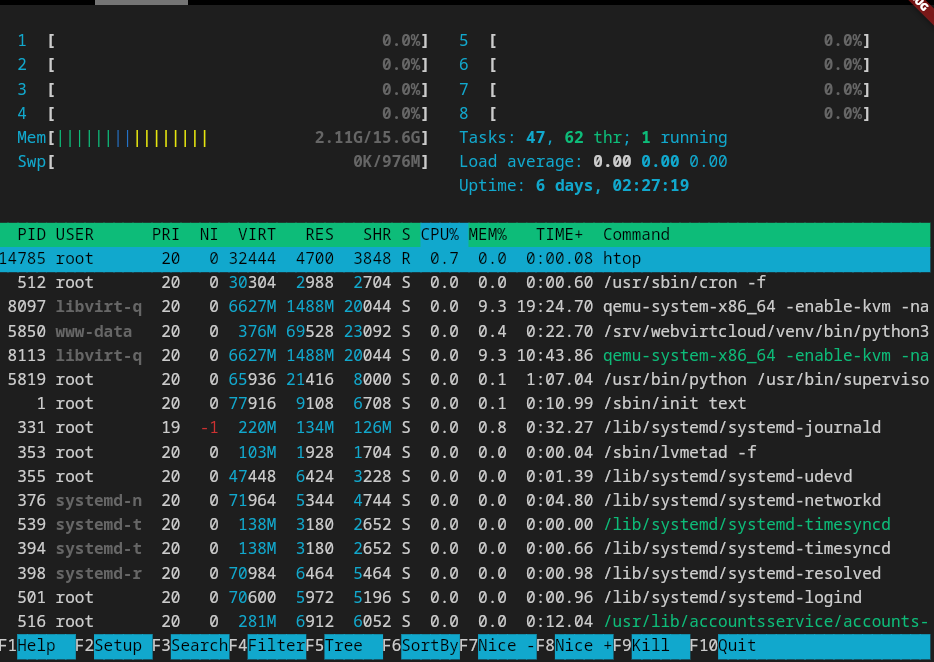 1 [ 0.0%] 5 [ 0.0%]
2 [ 0.0%] 6 [ 0.0%]
3 [ 0.0%] 7 [ 0.0%]
4 [ 0.0%] 8 [ 0.0%]
Mem[|||||||||||||||| 2.11G/15.6G] Tasks: 47, 62 thr; 1 running
Swp[ 0K/976M] Load average: 0.00 0.00 0.00
Uptime: 6 days, 02:27:19
PID USER PRI NI VIRT RES SHR S CPU% MEM% TIME+ Command
14785 root 20 0 32444 4700 3848 R 0.7 0.0 0:00.08 htop
512 root 20 0 30304 2988 2704 S 0.0 0.0 0:00.60 /usr/sbin/cron -f
8097 libvirt-q 20 0 6627M 1488M 20044 S 0.0 9.3 19:24.70 qemu-system-x86_64 -enable-kvm -na
5850 www-data 20 0 376M 69528 23092 S 0.0 0.4 0:22.70 /srv/webvirtcloud/venv/bin/python3
8113 libvirt-q 20 0 6627M 1488M 20044 S 0.0 9.3 10:43.86 qemu-system-x86_64 -enable-kvm -na
5819 root 20 0 65936 21416 8000 S 0.0 0.1 1:07.04 /usr/bin/python /usr/bin/superviso
1 root 20 0 77916 9108 6708 S 0.0 0.1 0:10.99 /sbin/init text
331 root 19 -1 220M 134M 126M S 0.0 0.8 0:32.27 /lib/systemd/systemd-journald
353 root 20 0 103M 1928 1704 S 0.0 0.0 0:00.04 /sbin/lvmetad -f
355 root 20 0 47448 6424 3228 S 0.0 0.0 0:01.39 /lib/systemd/systemd-udevd
376 systemd-n 20 0 71964 5344 4744 S 0.0 0.0 0:04.80 /lib/systemd/systemd-networkd
539 systemd-t 20 0 138M 3180 2652 S 0.0 0.0 0:00.00 /lib/systemd/systemd-timesyncd
394 systemd-t 20 0 138M 3180 2652 S 0.0 0.0 0:00.66 /lib/systemd/systemd-timesyncd
398 systemd-r 20 0 70984 6464 5464 S 0.0 0.0 0:00.98 /lib/systemd/systemd-resolved
501 root 20 0 70600 5972 5196 S 0.0 0.0 0:00.96 /lib/systemd/systemd-logind
516 root 20 0 281M 6912 6052 S 0.0 0.0 0:12.04 /usr/lib/accountsservice/accounts-
F1Help F2Setup F3SearchF4FilterF5Tree F6SortByF7Nice -F8Nice +F9Kill F10Quit